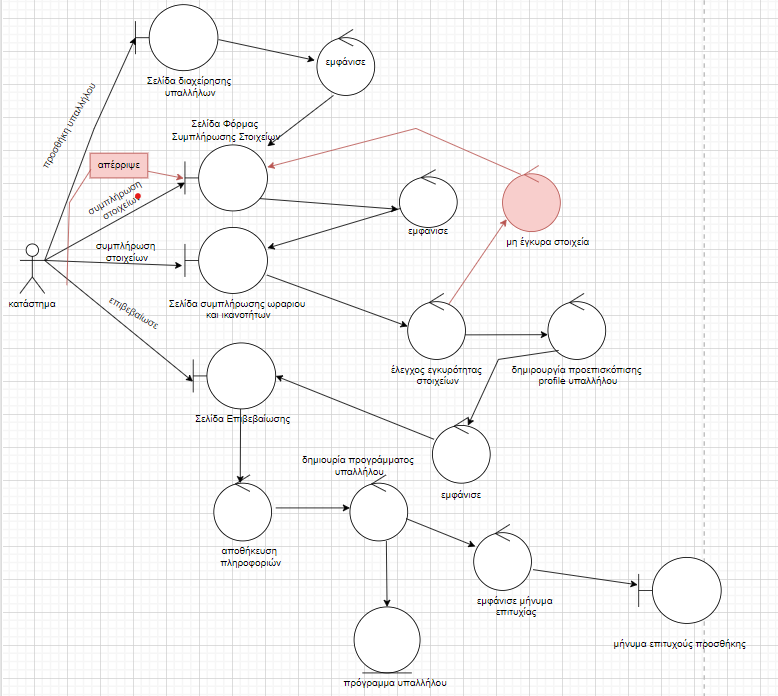 εμφάνισε
Σελίδα διαχείρησης
υπαλλήλων
προσθήκη υπαλλήλου
Σελίδα Φόρμας
Συμπλήρωσης Στοιχείων
απέρριψε
συμπλήρωση
στοιχείων
εμφάνισε
μη έγκυρα στοιχεία
συμπλήρωση
στοιχείων
κατάστημα
Σελίδα συμπλήρωσης ωραριου
και ικανοτήτων
επιβεβαίωσε
έλεγχος εγκυρότητας
στοιχείων
δημιρουργία προεπισκόπισης
profile υπαλλήλου
Σελίδα Επιβεβαίωσης
δημιουρία προγράμματος
υπαλλήλου
εμφάνισε
αποθήκευση
πληροφοριών
εμφάνισε μήνυμα
επιτυχίας
μήνυμα επιτυχούς προσθήκης
πρόγραμμα υπαλλήλου